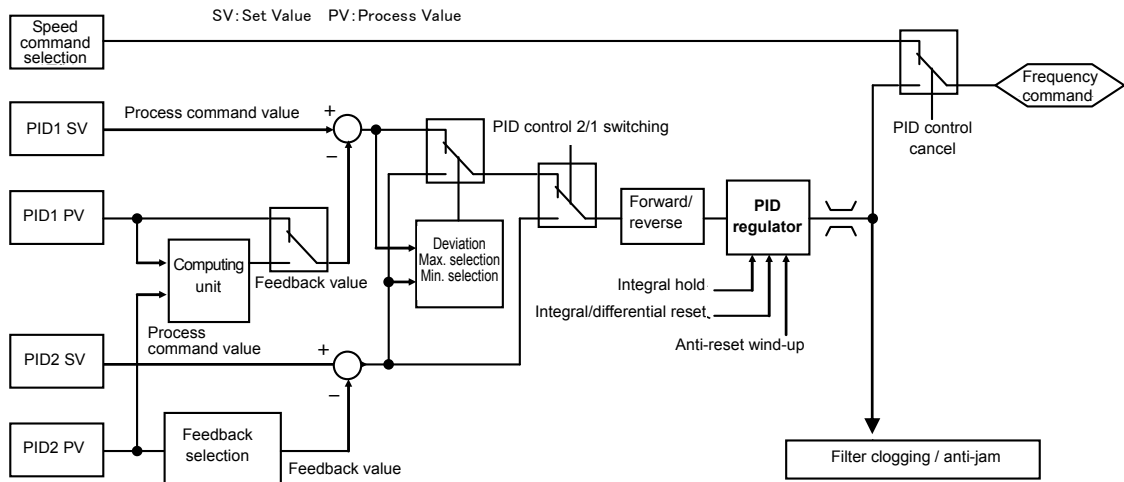 SV:Set Value PV:Process Value
Speed
command
selection
Frequency
command
PID control
cancel
PID1 SV
Process command value
+
−
PID control 2/1 switching
PID1 PV
Computing
unit
Feedback value
Deviation
Max. selection
Min. selection
Forward/
reverse
PID
regulator
Integral hold
Integral/differential reset
Anti-reset wind-up
Process
command value
PID2 SV
+
−
PID2 PV
Feedback
selection
Feedback value
Filter clogging / anti-jam